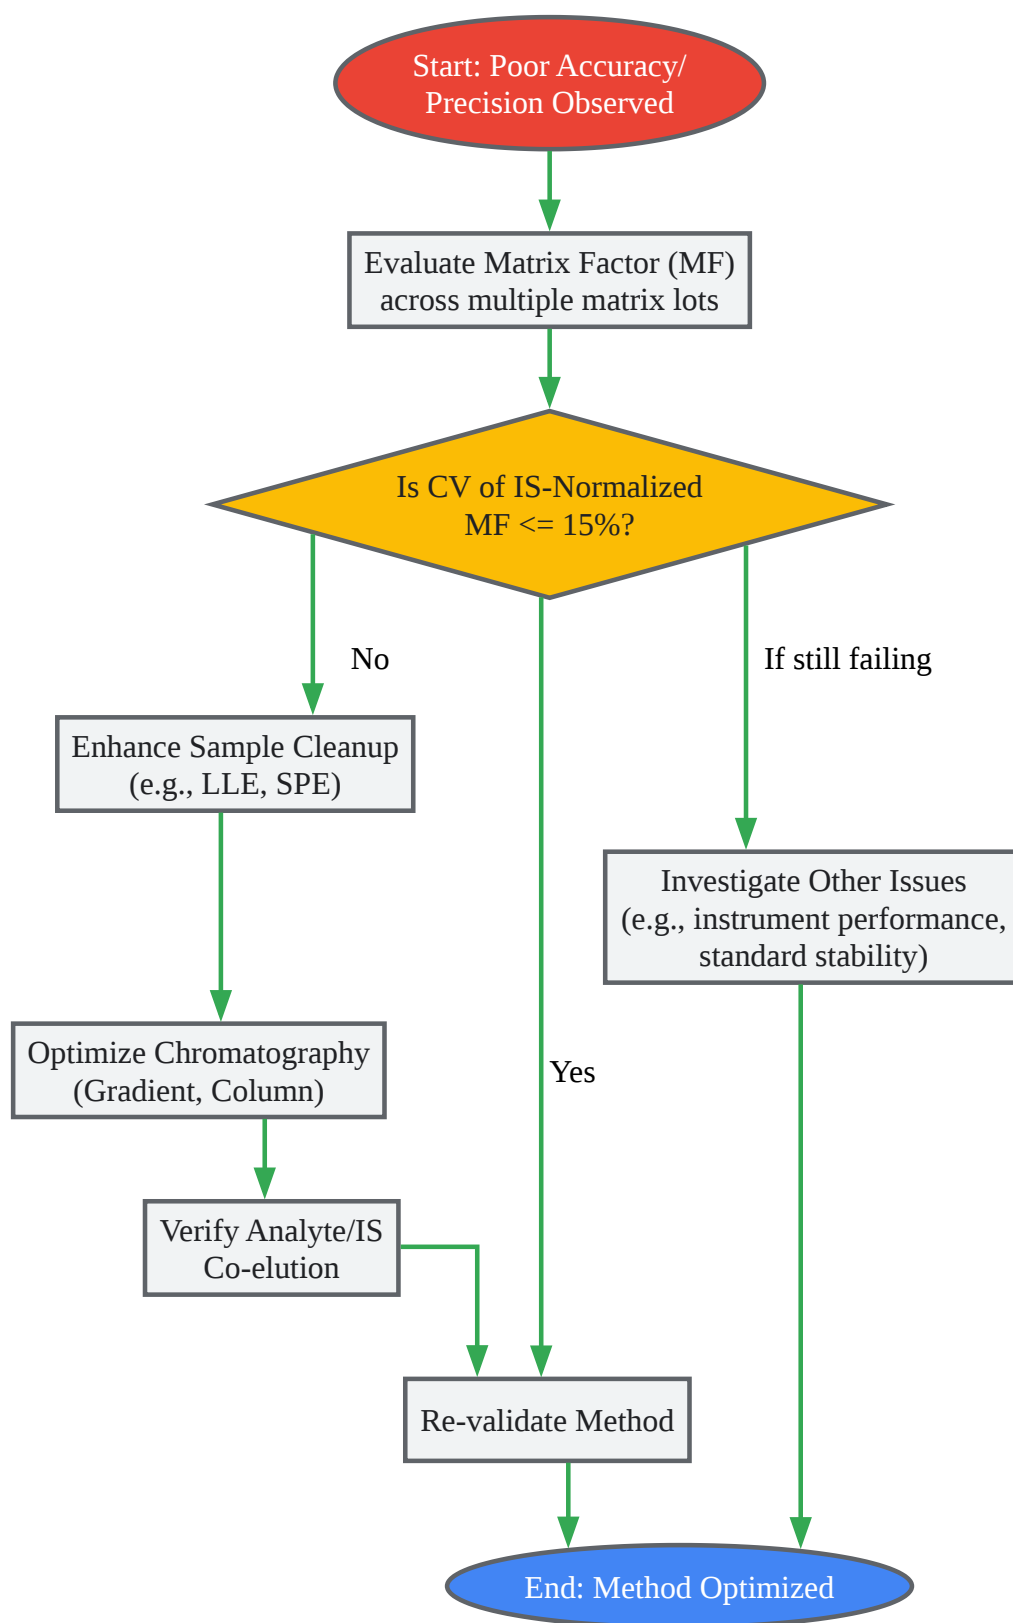 Start: Poor Accuracy/
Precision Observed
Evaluate Matrix Factor (MF)
across multiple matrix lots
Is CV of IS-Normalized
MF <= 15%?
No
If still failing
Enhance Sample Cleanup
(e.g., LLE, SPE)
Investigate Other Issues
(e.g., instrument performance,
standard stability)
Optimize Chromatography
(Gradient, Column)
Yes
Verify Analyte/IS
Co-elution
Re-validate Method
End: Method Optimized